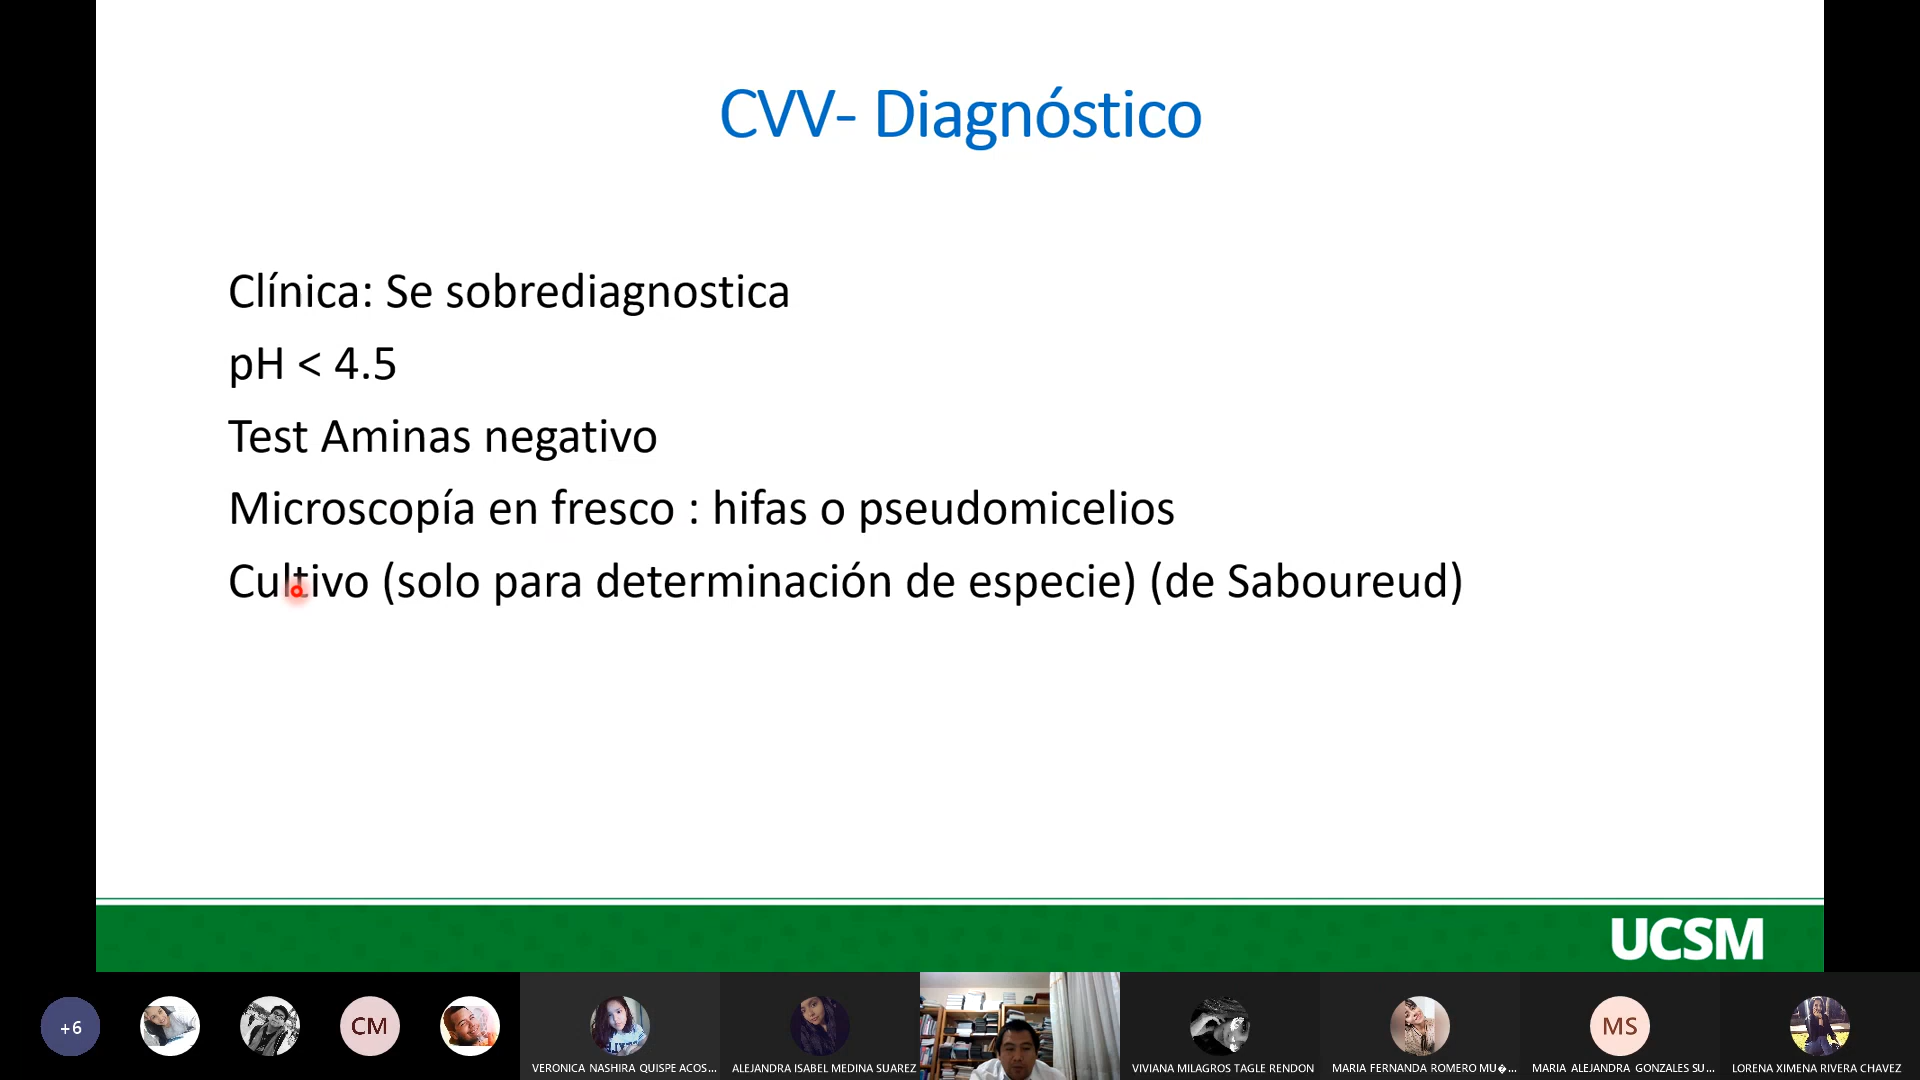 CVV- Diagnóstico
Clínica: Se sobrediagnostica
pH < 4.5
Test Aminas negativo
Microscopía en fresco : hifas o pseudomicelios
Cultivo (solo para determinación de especie) (de Saboureud)
UCSM
+6
CM
MS
VERONICA NASHIRA QUISPE ACOS...
ALEJANDRA ISABEL MEDINA SUAREZ
VIVIANA MILAGROS TAGLE RENDON
MARIA FERNANDA ROMERO MU�...
MARIA ALEJANDRA GONZALES SU...
LORENA XIMENA RIVERA CHAVEZ